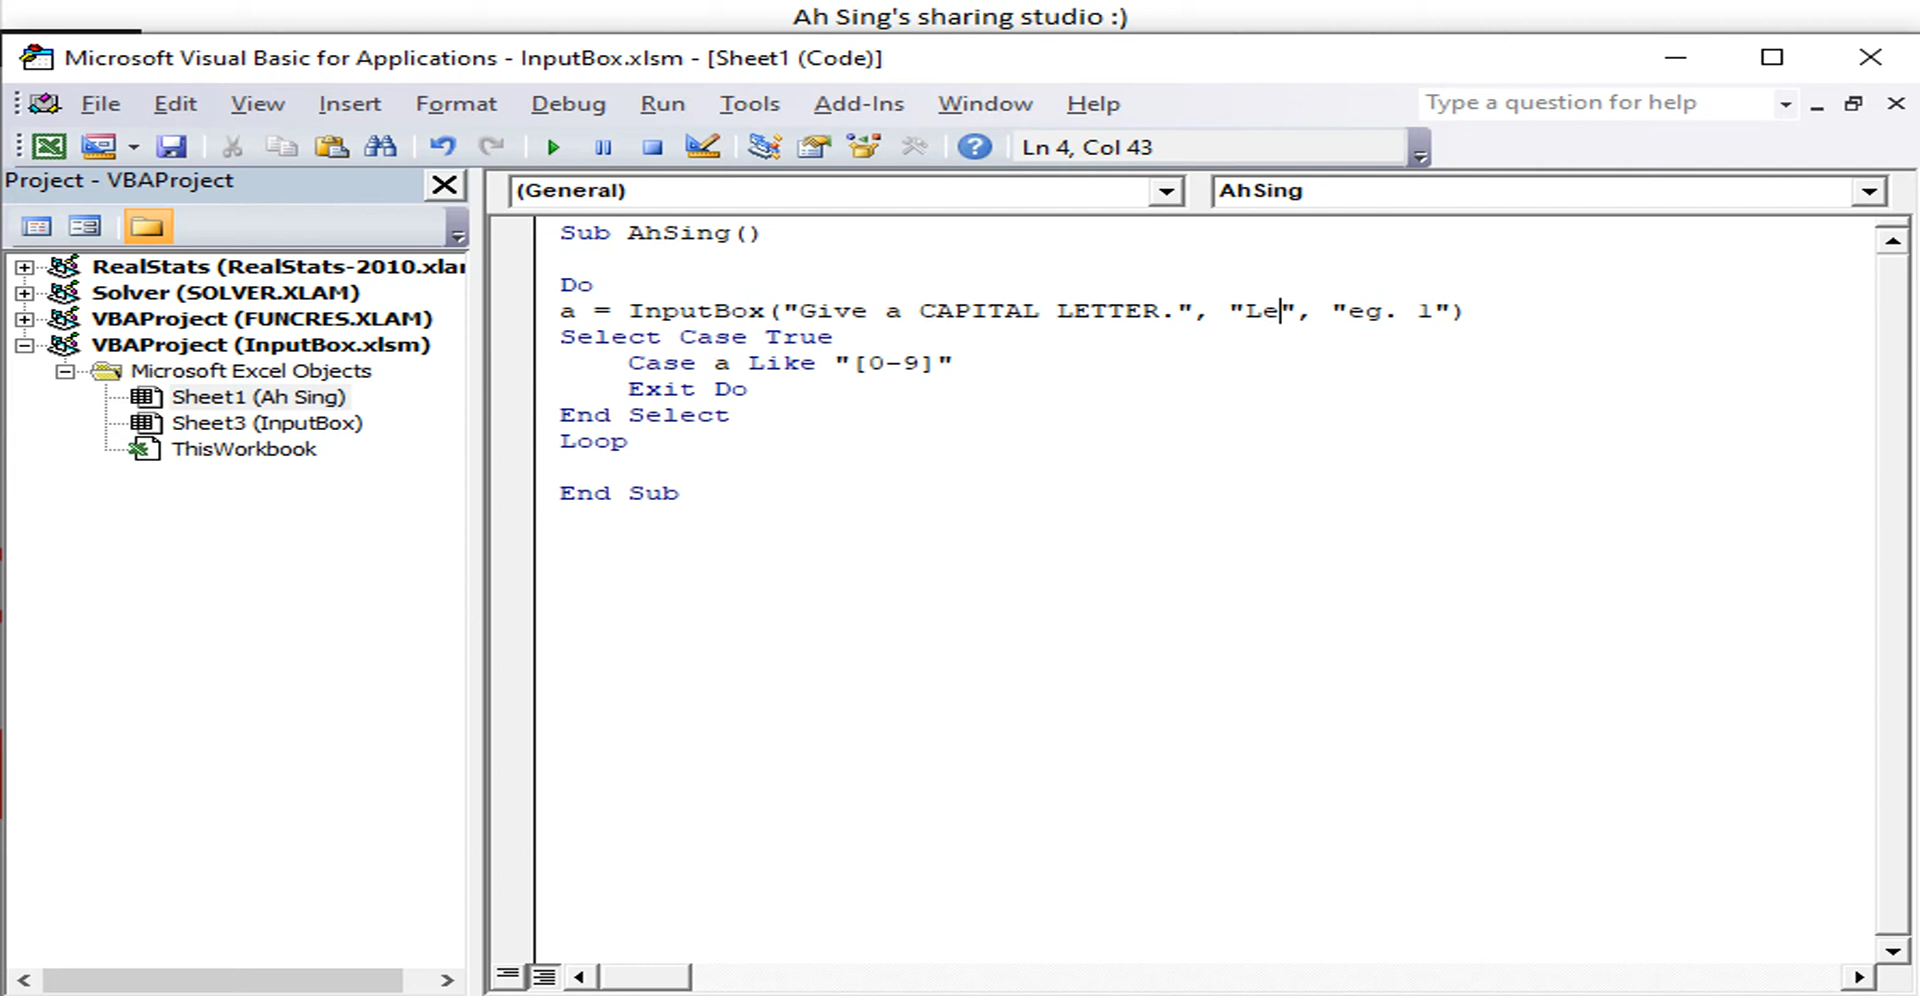 Ah Sing's sharing studio :)
Microsoft Visual Basic for Applications - InputBox.xlsm - [Sheet1 (Code)]
File Edit View Insert Format Debug Run Tools Add-Ins Window Help Type a question for help
Ln 4, Col 43
Project - VBAProject
(General) AhSing
RealStats (RealStats-2010.xlar
Solver (SOLVER.XLAM)
VBAProject (FUNCRES.XLAM)
VBAProject (InputBox.xlsm)
Microsoft Excel Objects
Sheet1 (Ah Sing)
Sheet3 (InputBox)
ThisWorkbook
Sub AhSing()
Do
a = InputBox("Give a CAPITAL LETTER.", "Le", "eg. 1")
Select Case True
Case a Like "[0-9]"
Exit Do
End Select
Loop
End Sub